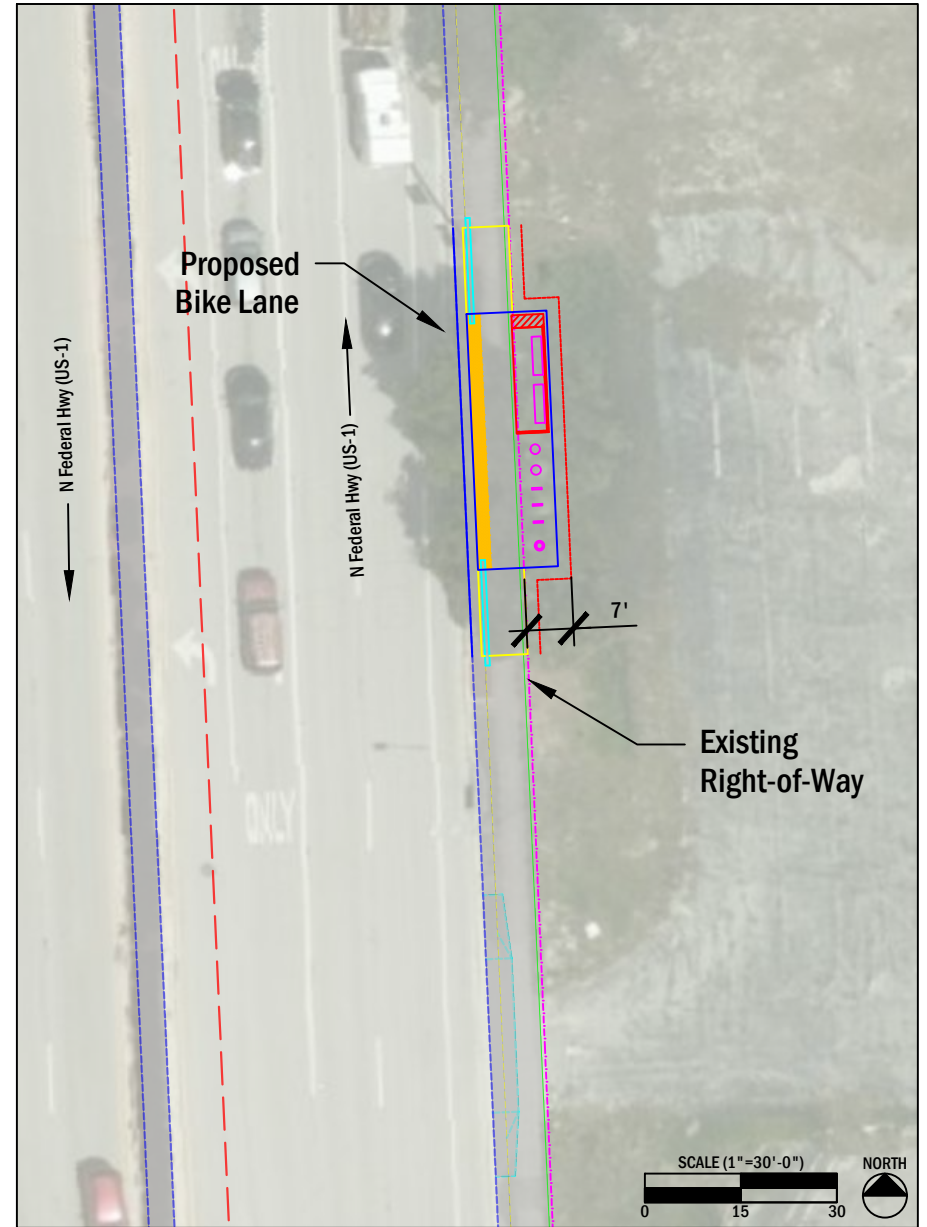 Proposed
Bike Lane
N Federal Hwy (US-1)
N Federal Hwy (US-1)
7'
Existing
Right-of-Way
ONLY
SCALE (1"=30'-0")
0 15 30
NORTH